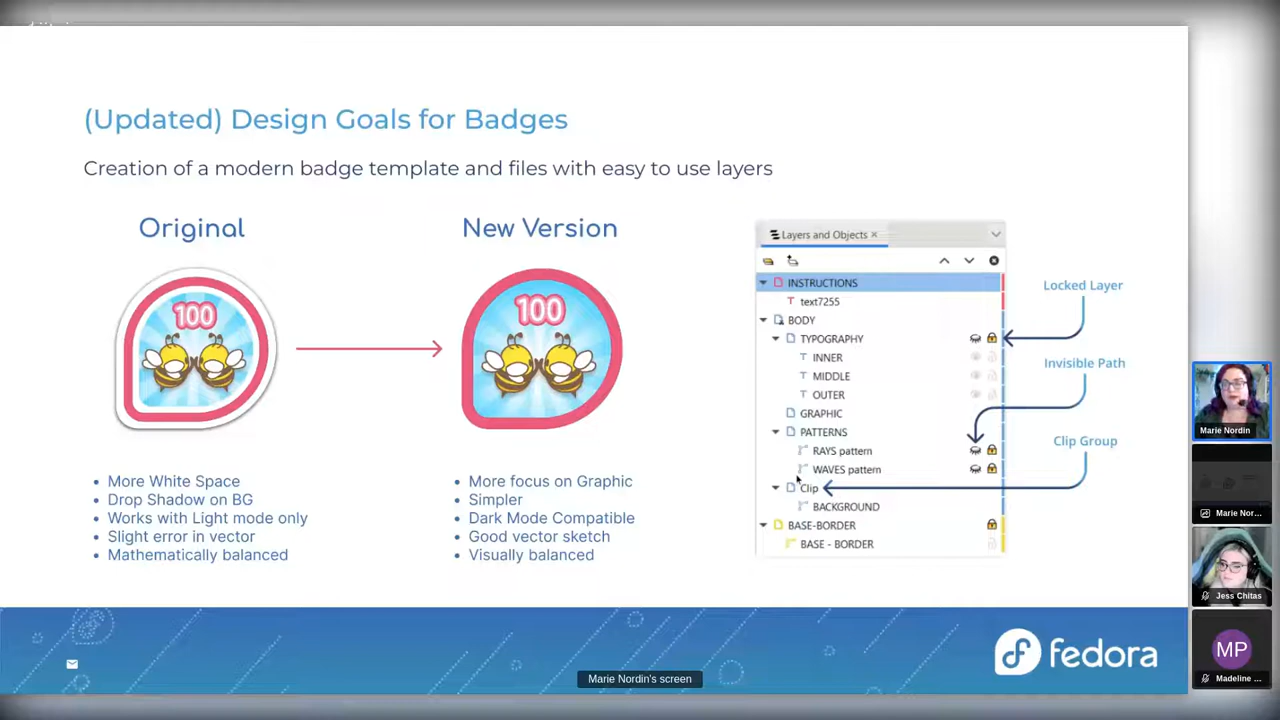 (Updated) Design Goals for Badges
Creation of a modern badge template and files with easy to use layers
Original
New Version
100
100
More White Space
Drop Shadow on BG
Works with Light mode only
Slight error in vector
Mathematically balanced
More focus on Graphic
Simpler
Dark Mode Compatible
Good vector sketch
Visually balanced
Layers and Objects
INSTRUCTIONS
text7255
BODY
TYPOGRAPHY
INNER
MIDDLE
OUTER
GRAPHIC
PATTERNS
RAYS pattern
WAVES pattern
Clip
BACKGROUND
BASE-BORDER
BASE - BORDER
Locked Layer
Invisible Path
Clip Group
fedora
Marie Nordin's screen
Marie Nordin
Marie Nor...
Jess Chitas
MP
Madeline ...